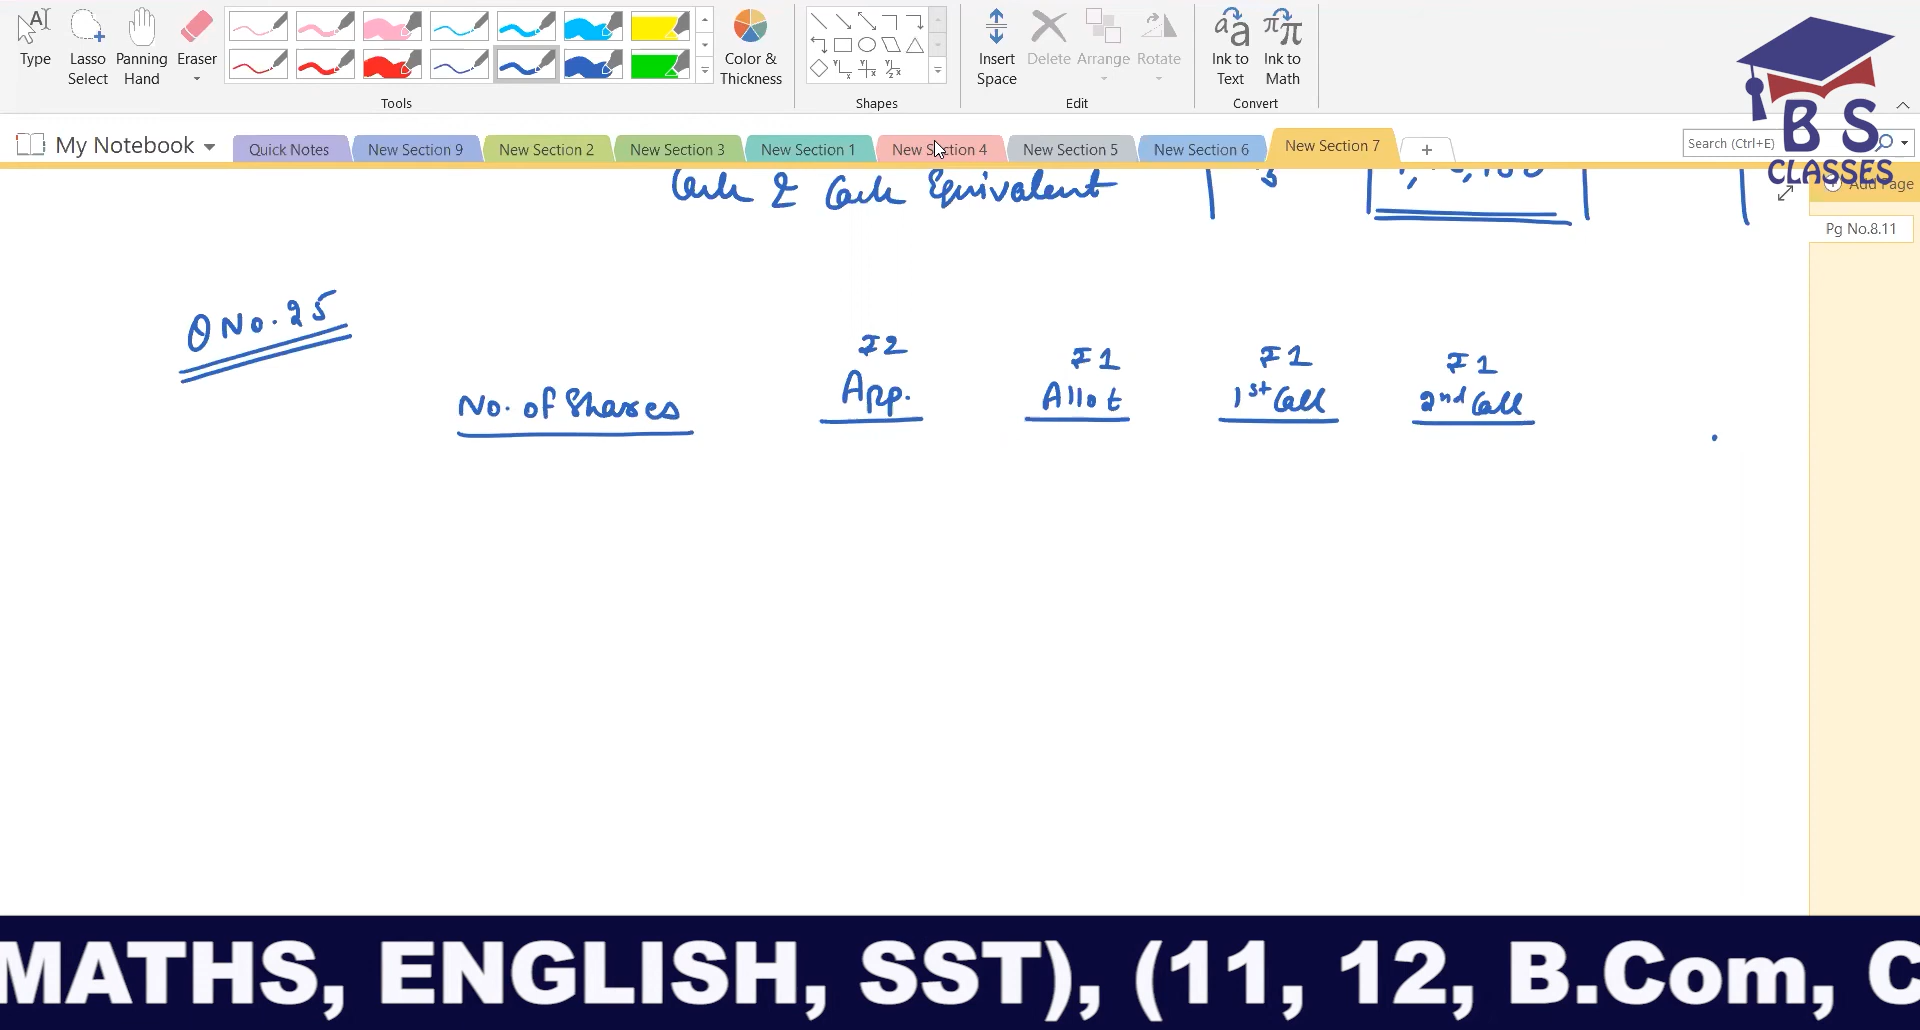 Type
Lasso Select
Panning Hand
Eraser
Color & Thickness
Insert Space
Delete
Arrange
Rotate
Ink to Text
Ink to Math
Tools
Shapes
Edit
Convert
My Notebook
Quick Notes
New Section 9
New Section 2
New Section 3
New Section 1
New Section 4
New Section 5
New Section 6
New Section 7
Search (Ctrl+E)
B S
CLASSES
Add Page
Pg No.8.11
Cash & Cash Equivalent
Q No. 25
₹2
₹1
₹1
₹1
No. of Shares
App.
Allot
1st Call
2nd Call
MATHS, ENGLISH, SST), (11, 12, B.Com, C